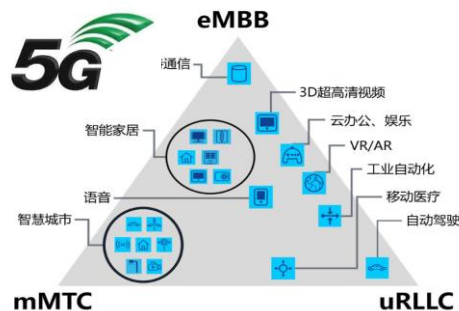 5G
eMBB
通信
3D超高清视频
云办公、娱乐
VR/AR
工业自动化
移动医疗
自动驾驶
智能家居
语音
智慧城市
mMTC
uRLLC